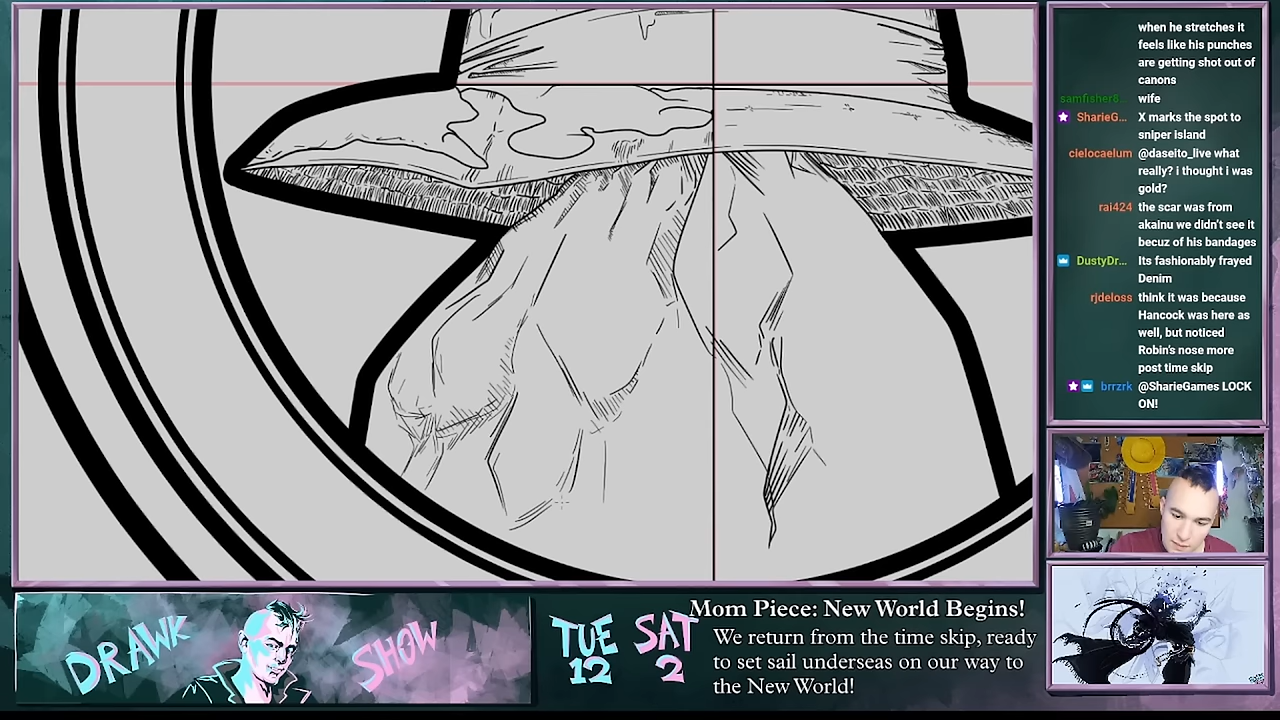 when he stretches it
feels like his punches
are getting shot out of
canons
samfisher8... wife
SharieG... X marks the spot to
sniper island
cielocaelum @daseito_live what
really? i thought i was
gold?
rai424 the scar was from
akainu we didn't see it
becuz of his bandages
DustyDr... Its fashionably frayed
Denim
rjdeloss think it was because
Hancock was here as
well, but noticed
Robin's nose more
post time skip
brrzrk @SharieGames LOCK
ON!
DRAWK SHOW
TUE SAT
12 2
Mom Piece: New World Begins!
We return from the time skip, ready
to set sail underseas on our way to
the New World!